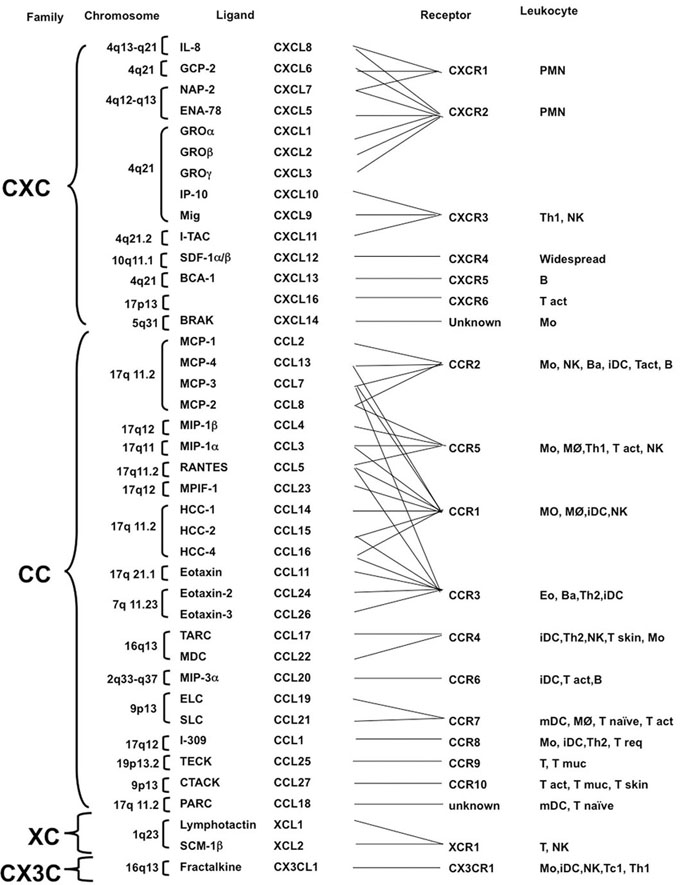 Family Chromosome Ligand Receptor Leukocyte
4q13-q21 IL-8 CXCL8
4q21 GCP-2 CXCL6 CXCR1 PMN
NAP-2 CXCL7
4q12-q13
ENA-78 CXCL5 CXCR2 PMN
GROα CXCL1
GROβ CXCL2
4q21
GROγ CXCL3
CXC
IP-10 CXCL10
Mig CXCL9 CXCR3 Th1, NK
4q21.2 I-TAC CXCL11
10q11.1 SDF-1α/β CXCL12 CXCR4 Widespread
4q21 BCA-1 CXCL13 CXCR5 B
17p13 CXCL16 CXCR6 T act
5q31 BRAK CXCL14 Unknown Mo
MCP-1 CCL2
MCP-4 CCL13 CCR2 Mo, NK, Ba, iDC, Tact, B
17q 11.2
MCP-3 CCL7
MCP-2 CCL8
17q12 MIP-1β CCL4
17q11 MIP-1α CCL3 CCR5 Mo, MØ,Th1, T act, NK
17q11.2 RANTES CCL5
17q12 MPIF-1 CCL23
HCC-1 CCL14 CCR1 MO, MØ,iDC,NK
17q 11.2
HCC-2 CCL15
HCC-4 CCL16
CC
17q 21.1 Eotaxin CCL11
Eotaxin-2 CCL24 CCR3 Eo, Ba,Th2,iDC
7q 11.23
Eotaxin-3 CCL26
TARC CCL17 CCR4 iDC,Th2,NK,T skin, Mo
16q13
MDC CCL22
2q33-q37 MIP-3α CCL20 CCR6 iDC,T act,B
ELC CCL19
9p13
SLC CCL21 CCR7 mDC, MØ, T naïve, T act
17q12 I-309 CCL1 CCR8 Mo, iDC,Th2, T req
19p13.2 TECK CCL25 CCR9 T, T muc
9p13 CTACK CCL27 CCR10 T act, T muc, T skin
17q 11.2 PARC CCL18 unknown mDC, T naïve
Lymphotactin XCL1
XC 1q23
SCM-1β XCL2 XCR1 T, NK
CX3C 16q13 Fractalkine CX3CL1 CX3CR1 Mo,iDC,NK,Tc1, Th1